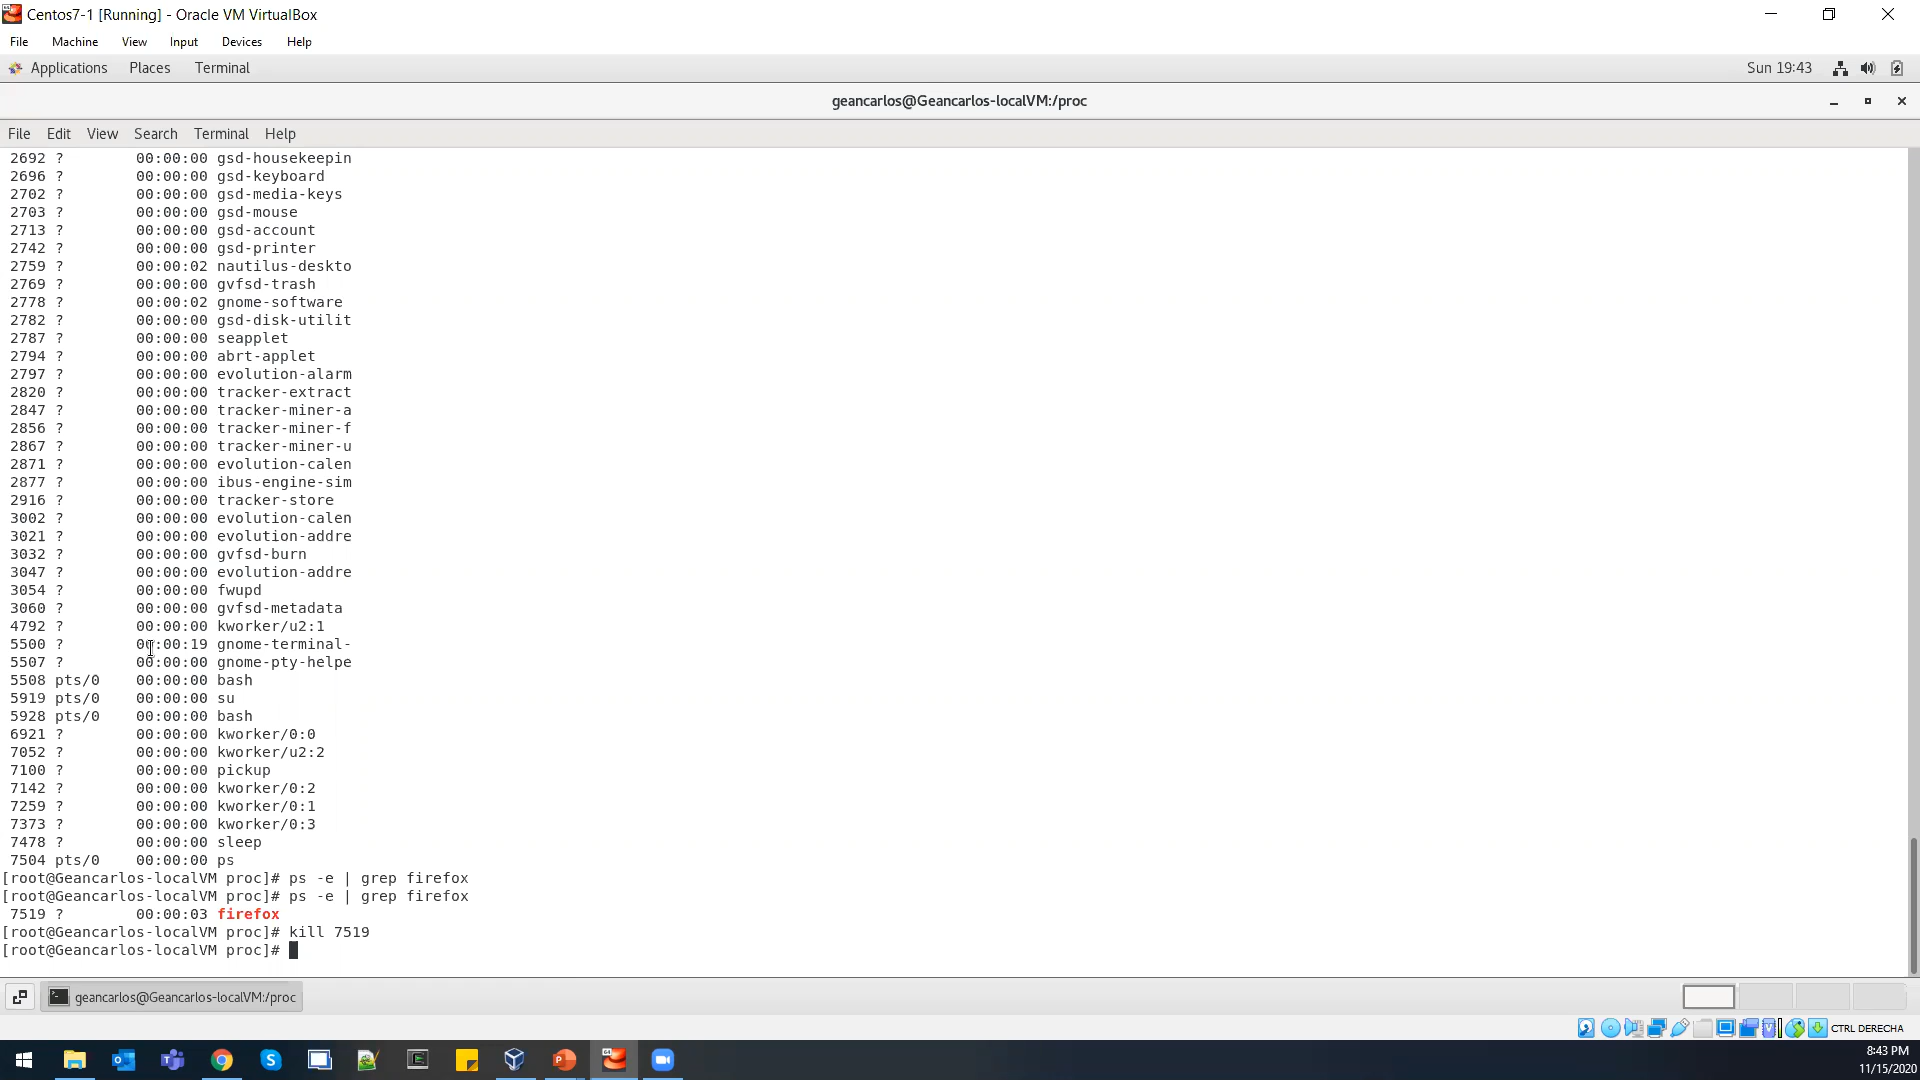 Centos7-1 [Running] - Oracle VM VirtualBox
File Machine View Input Devices Help
Applications Places Terminal Sun 19:43
geancarlos@Geancarlos-localVM:/proc
File Edit View Search Terminal Help
2692 ? 00:00:00 gsd-housekeepin
2696 ? 00:00:00 gsd-keyboard
2702 ? 00:00:00 gsd-media-keys
2703 ? 00:00:00 gsd-mouse
2713 ? 00:00:00 gsd-account
2742 ? 00:00:00 gsd-printer
2759 ? 00:00:02 nautilus-deskto
2769 ? 00:00:00 gvfsd-trash
2778 ? 00:00:02 gnome-software
2782 ? 00:00:00 gsd-disk-utilit
2787 ? 00:00:00 seapplet
2794 ? 00:00:00 abrt-applet
2797 ? 00:00:00 evolution-alarm
2820 ? 00:00:00 tracker-extract
2847 ? 00:00:00 tracker-miner-a
2856 ? 00:00:00 tracker-miner-f
2867 ? 00:00:00 tracker-miner-u
2871 ? 00:00:00 evolution-calen
2877 ? 00:00:00 ibus-engine-sim
2916 ? 00:00:00 tracker-store
3002 ? 00:00:00 evolution-calen
3021 ? 00:00:00 evolution-addre
3032 ? 00:00:00 gvfsd-burn
3047 ? 00:00:00 evolution-addre
3054 ? 00:00:00 fwupd
3060 ? 00:00:00 gvfsd-metadata
4792 ? 00:00:00 kworker/u2:1
5500 ? 00:00:19 gnome-terminal-
5507 ? 00:00:00 gnome-pty-helpe
5508 pts/0 00:00:00 bash
5919 pts/0 00:00:00 su
5928 pts/0 00:00:00 bash
6921 ? 00:00:00 kworker/0:0
7052 ? 00:00:00 kworker/u2:2
7100 ? 00:00:00 pickup
7142 ? 00:00:00 kworker/0:2
7259 ? 00:00:00 kworker/0:1
7373 ? 00:00:00 kworker/0:3
7478 ? 00:00:00 sleep
7504 pts/0 00:00:00 ps
[root@Geancarlos-localVM proc]# ps -e | grep firefox
[root@Geancarlos-localVM proc]# ps -e | grep firefox
7519 ? 00:00:03 firefox
[root@Geancarlos-localVM proc]# kill 7519
[root@Geancarlos-localVM proc]#
geancarlos@Geancarlos-localVM:/proc
CTRL DERECHA
8:43 PM
11/15/2020